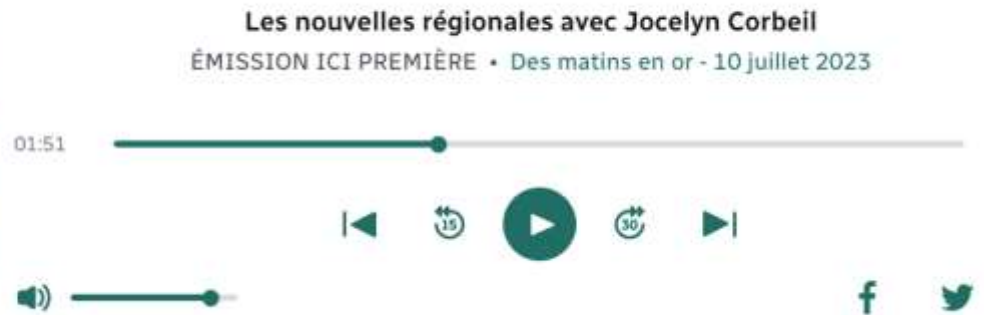 Les nouvelles régionales avec Jocelyn Corbeil
ÉMISSION ICI PREMIÈRE • Des matins en or - 10 juillet 2023
01:51
15
30